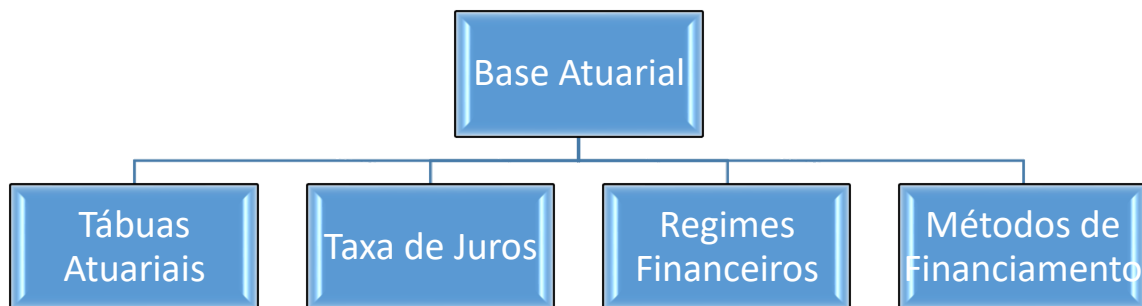 Base Atuarial
Tábuas
Atuariais
Taxa de Juros
Regimes
Financeiros
Métodos de
Financiamento